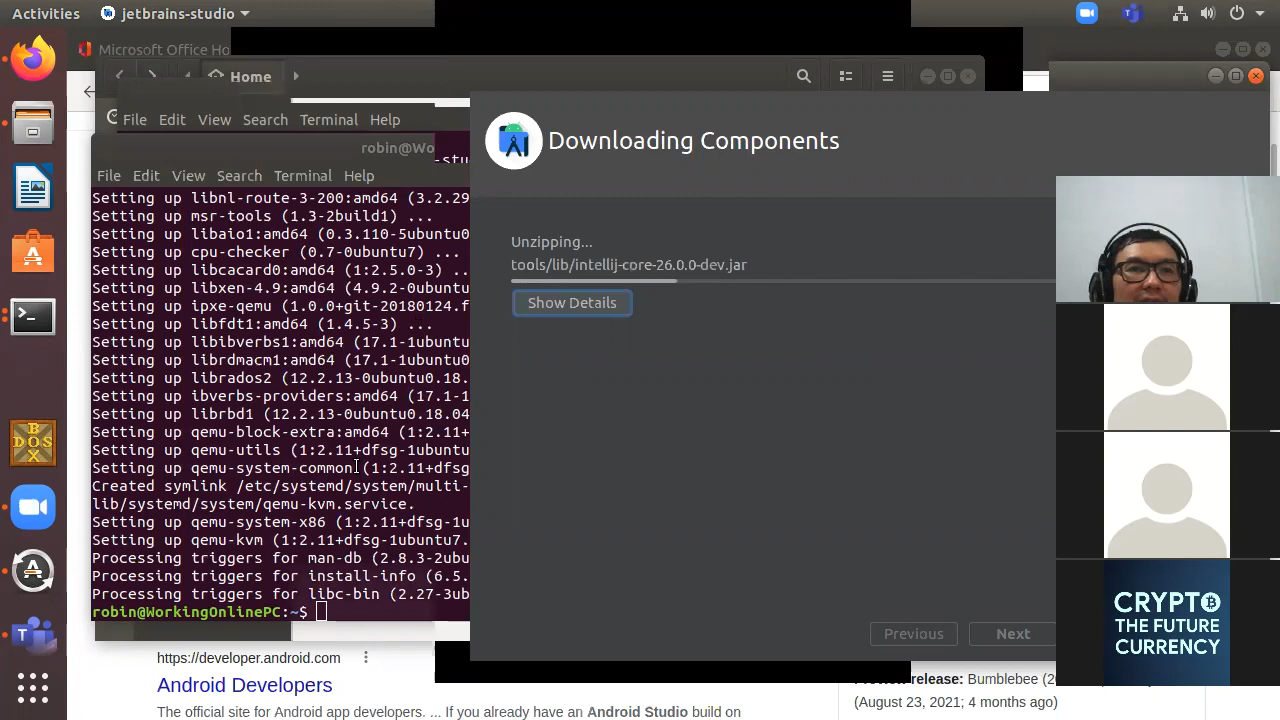 Activities
jetbrains-studio
Microsoft Office Ho
Home
File Edit View Search Terminal Help
robin@Wo
-stu
File Edit View Search Terminal Help
Setting up libnl-route-3-200:amd64 (3.2.29
Setting up msr-tools (1.3-2build1) ...
Setting up libaio1:amd64 (0.3.110-5ubuntu0
Setting up cpu-checker (0.7-0ubuntu7) ...
Setting up libcacard0:amd64 (1:2.5.0-3) ..
Setting up libxen-4.9:amd64 (4.9.2-0ubuntu
Setting up ipxe-qemu (1.0.0+git-20180124.f
Setting up libfdt1:amd64 (1.4.5-3) ...
Setting up libibverbs1:amd64 (17.1-1ubuntu
Setting up librdmacm1:amd64 (17.1-1ubuntu0
Setting up librados2 (12.2.13-0ubuntu0.18.
Setting up ibverbs-providers:amd64 (17.1-1
Setting up librbd1 (12.2.13-0ubuntu0.18.04
Setting up qemu-block-extra:amd64 (1:2.11+
Setting up qemu-utils (1:2.11+dfsg-1ubuntu
Setting up qemu-system-common (1:2.11+dfsg
Created symlink /etc/systemd/system/multi-
lib/systemd/system/qemu-kvm.service.
Setting up qemu-system-x86 (1:2.11+dfsg-1u
Setting up qemu-kvm (1:2.11+dfsg-1ubuntu7.
Processing triggers for man-db (2.8.3-2ubu
Processing triggers for install-info (6.5.
Processing triggers for libc-bin (2.27-3ub
robin@WorkingOnlinePC:~$
Downloading Components
Unzipping...
tools/lib/intellij-core-26.0.0-dev.jar
Show Details
Previous
Next
DOS
BOX
CRYPTO
THE FUTURE
CURRENCY
https://developer.android.com
Android Developers
The official site for Android app developers. ... If you already have an Android Studio build on
Preview release: Bumblebee (20
(August 23, 2021; 4 months ago)